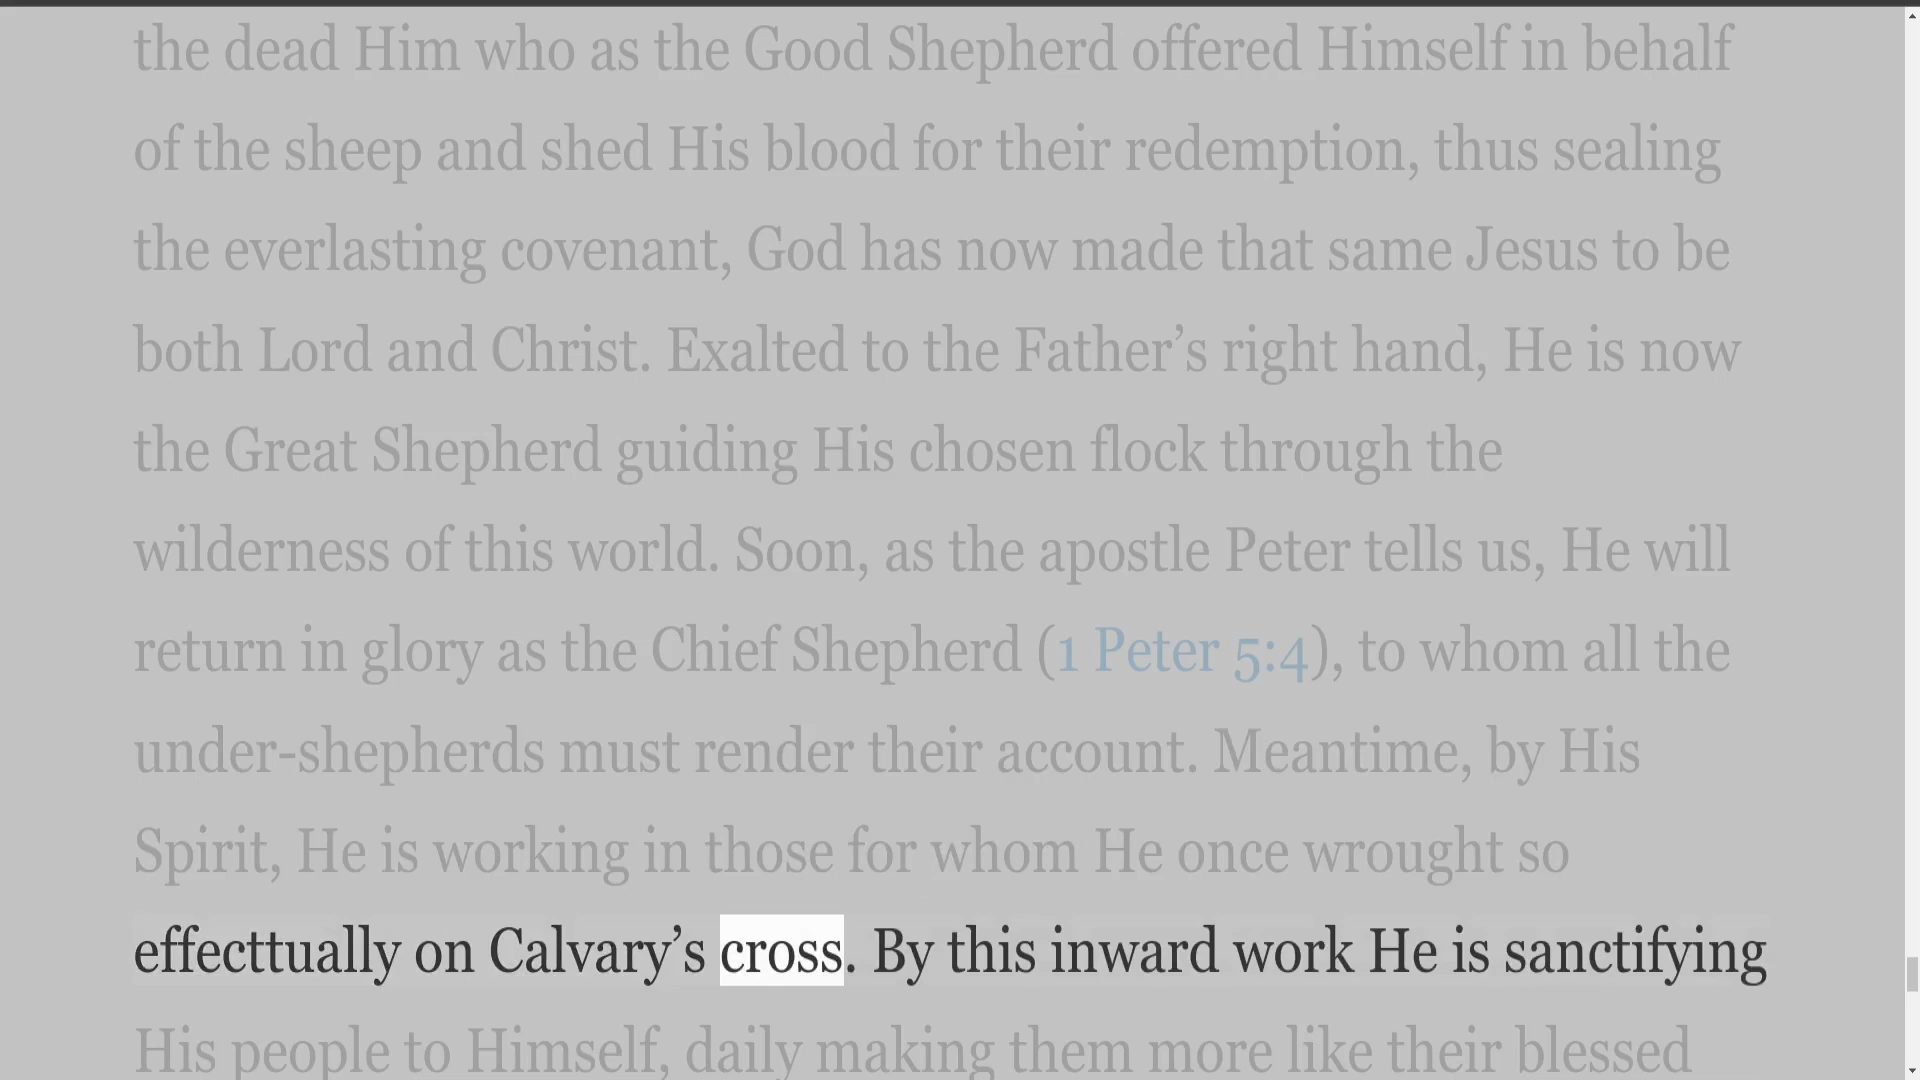 the dead Him who as the Good Shepherd offered Himself in behalf
of the sheep and shed His blood for their redemption, thus sealing
the everlasting covenant, God has now made that same Jesus to be
both Lord and Christ. Exalted to the Father’s right hand, He is now
the Great Shepherd guiding His chosen flock through the
wilderness of this world. Soon, as the apostle Peter tells us, He will
return in glory as the Chief Shepherd (1 Peter 5:4), to whom all the
under-shepherds must render their account. Meantime, by His
Spirit, He is working in those for whom He once wrought so
effecttually on Calvary’s cross. By this inward work He is sanctifying
His people to Himself, daily making them more like their blessed